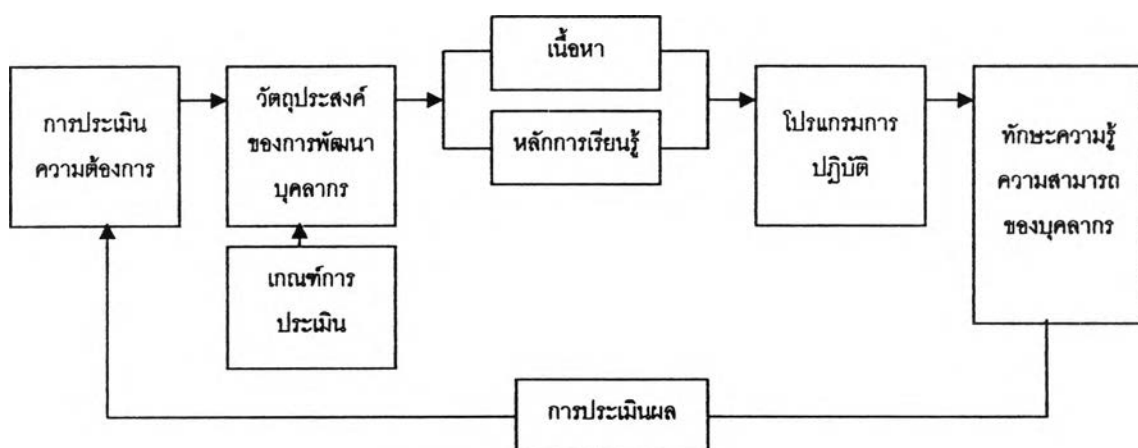 การประเมิน
ความต้องการ
วัตถุประสงค์
ของการพัฒนา
บุคลากร
เกณฑ์การ
ประเมิน
เนื้อหา
หลักการเรียนรู้
โปรแกรมการ
ปฏิบัติ
ทักษะความรู้
ความสามารถ
ของบุคลากร
การประเมินผล